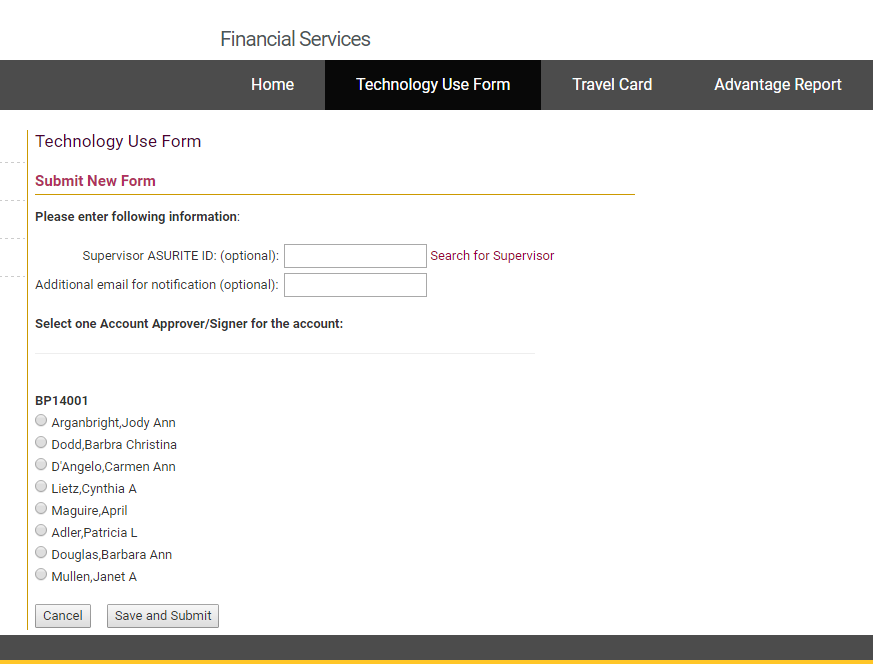 Financial Services
Home Technology Use Form Travel Card Advantage Report
Technology Use Form
Submit New Form
Please enter following information:
Supervisor ASURITE ID: (optional): Search for Supervisor
Additional email for notification (optional):
Select one Account Approver/Signer for the account:
BP14001
Arganbright,Jody Ann
Dodd,Barbra Christina
D'Angelo,Carmen Ann
Lietz,Cynthia A
Maguire,April
Adler,Patricia L
Douglas,Barbara Ann
Mullen,Janet A
Cancel Save and Submit